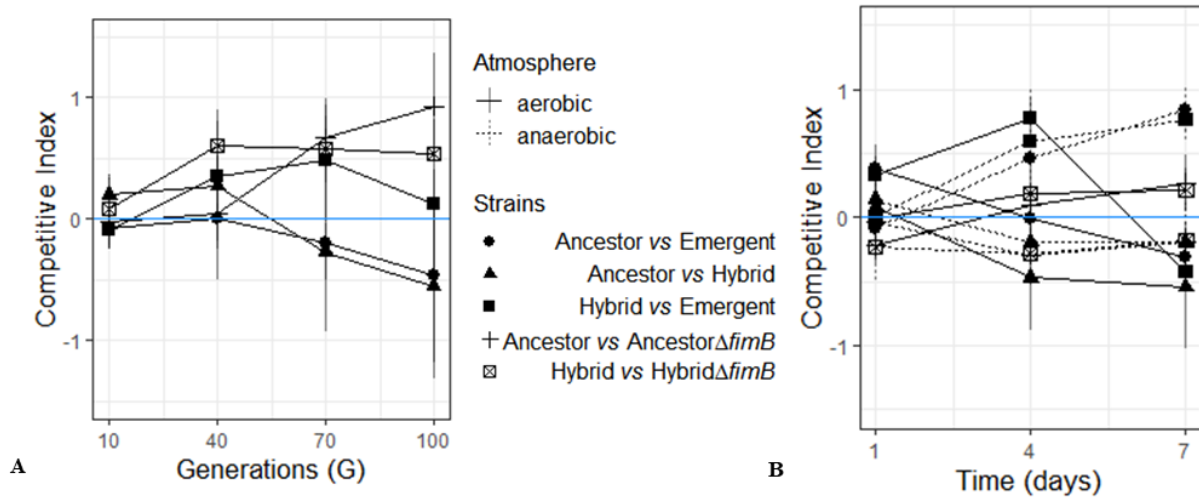 Competitive Index
1
0
-1
10 40 70 100
Generations (G)
A
Atmosphere
aerobic
anaerobic
Strains
Ancestor vs Emergent
Ancestor vs Hybrid
Hybrid vs Emergent
Ancestor vs AncestorΔfimB
Hybrid vs HybridΔfimB
Competitive Index
1
0
-1
1 4 7
Time (days)
B